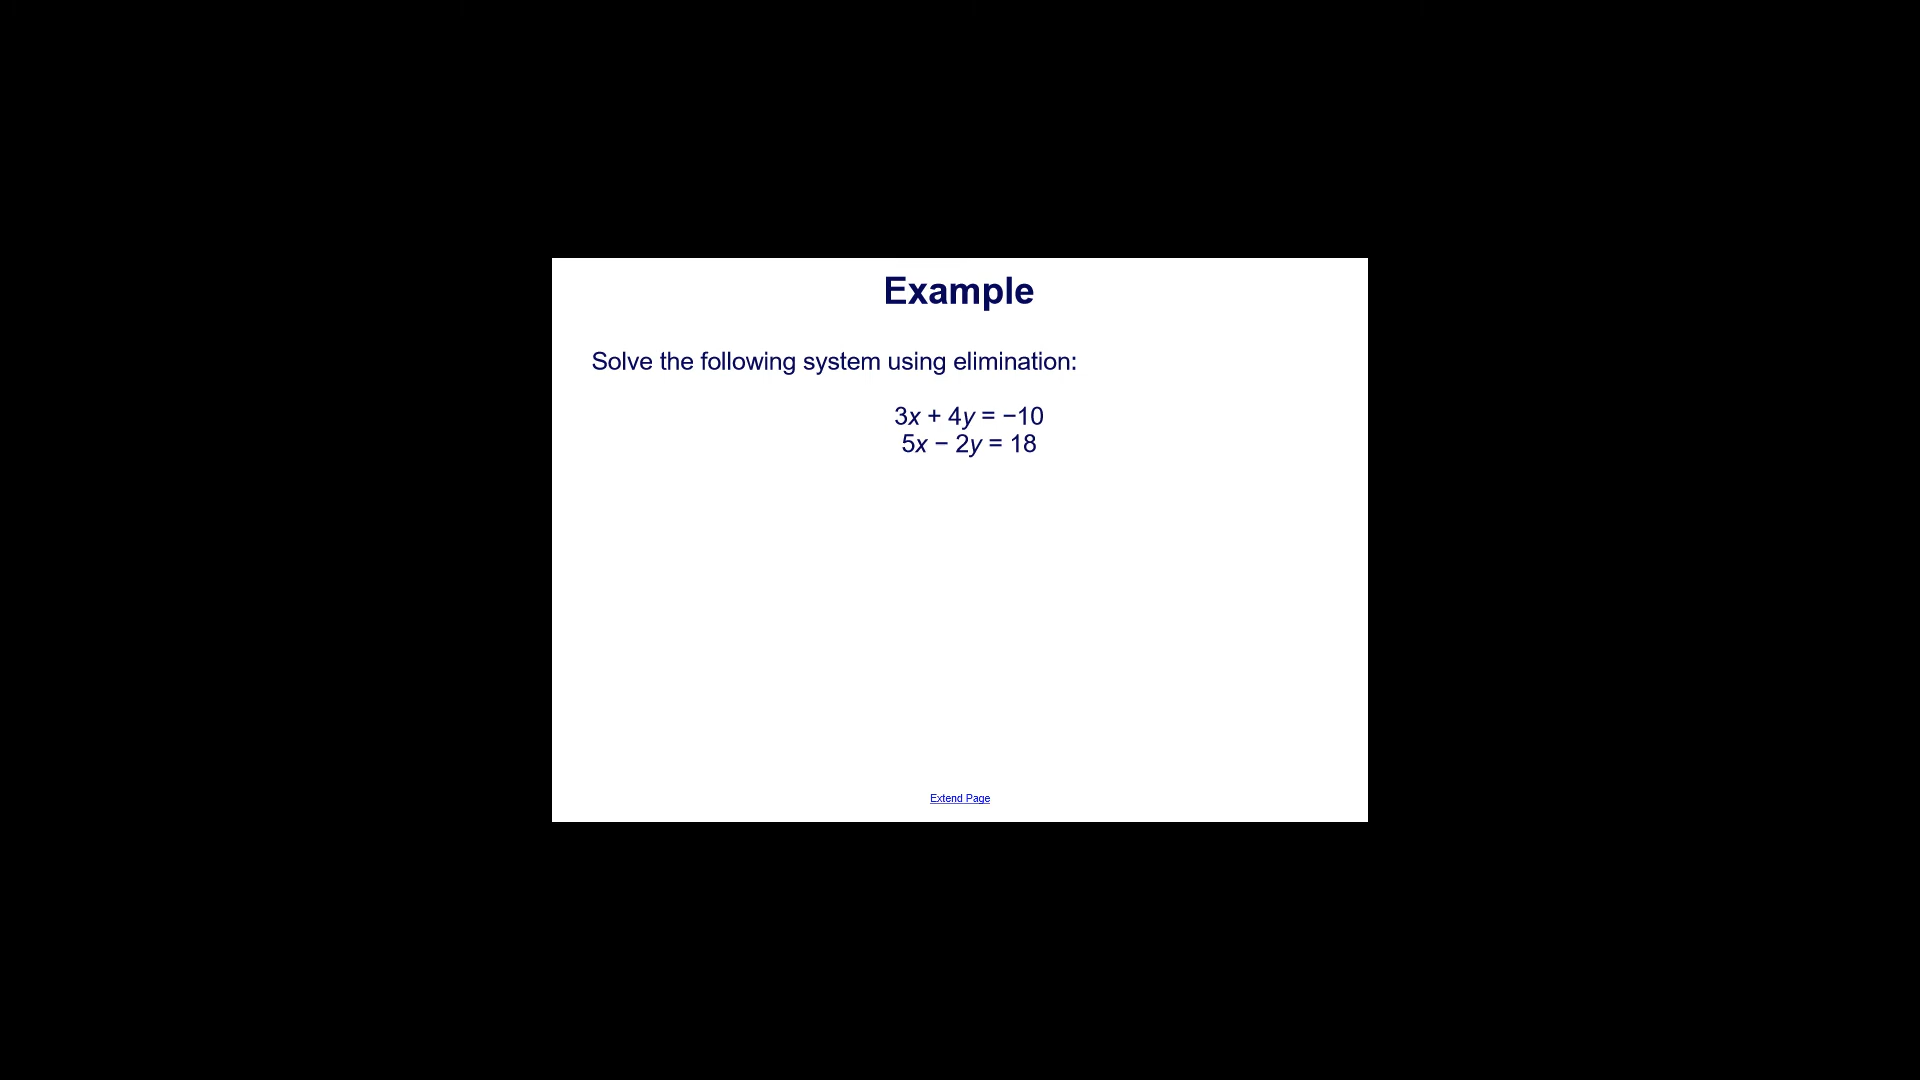 Example
Solve the following system using elimination:
3x + 4y = −10
5x − 2y = 18
Extend Page